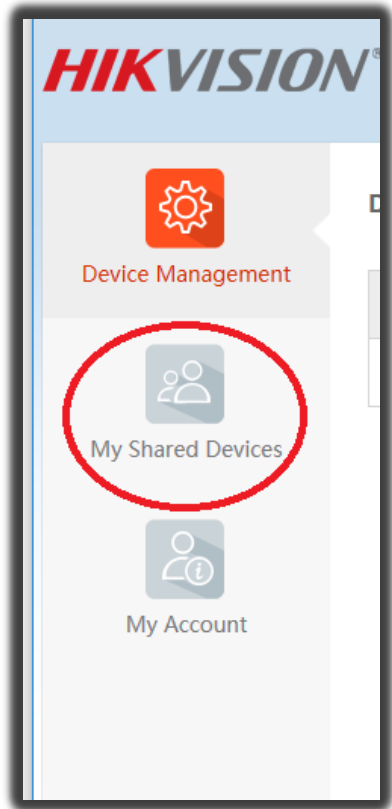 HIKVISION®
D
Device Management
My Shared Devices
My Account